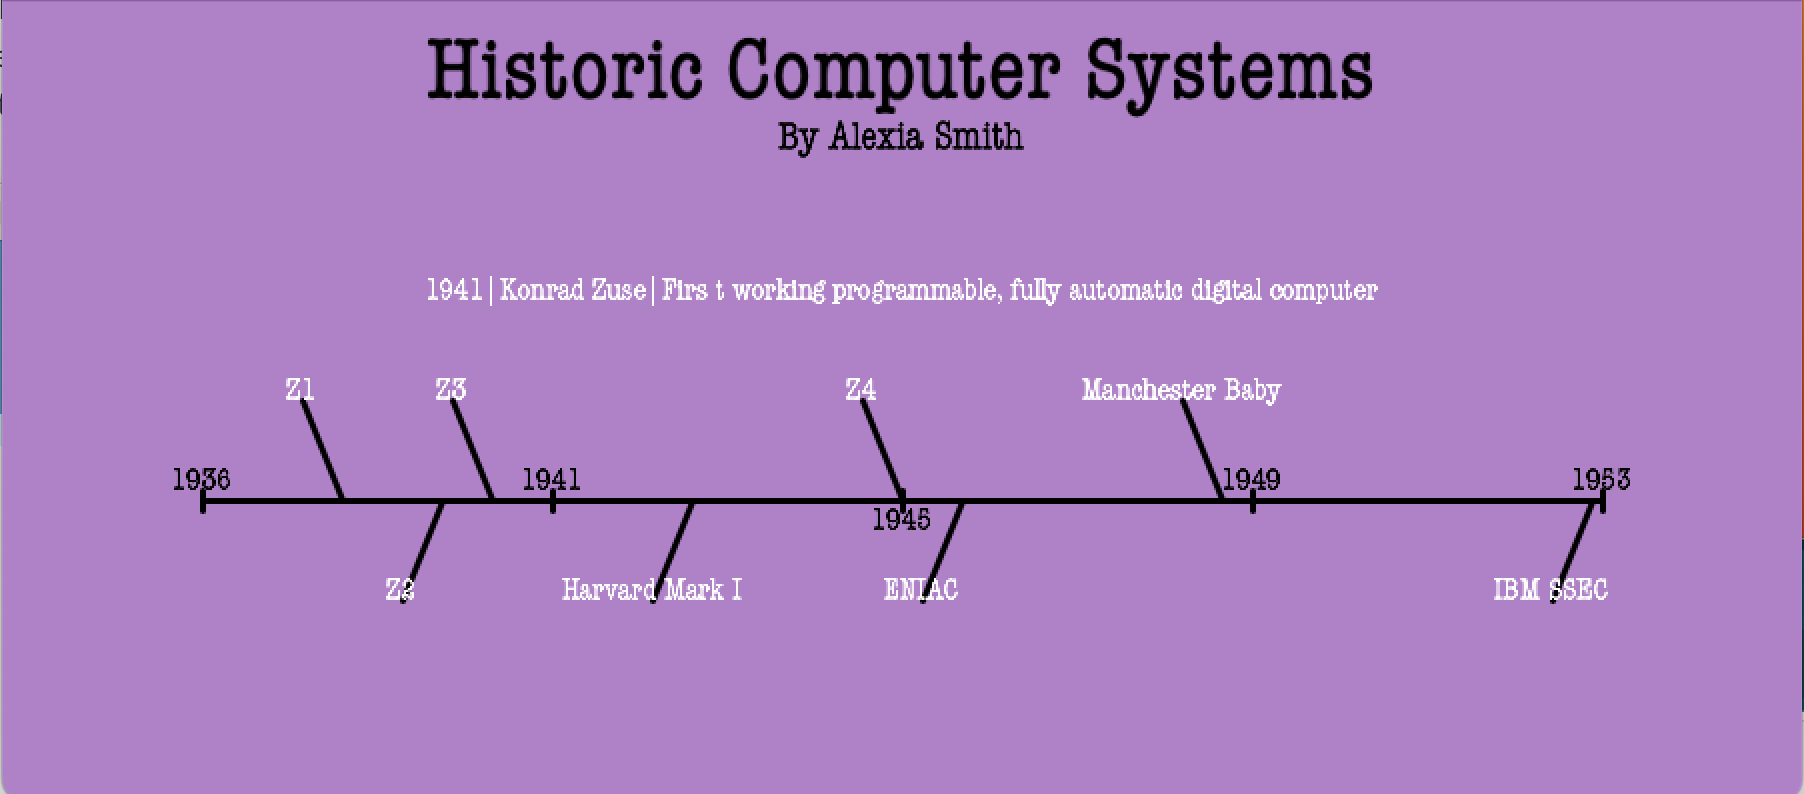 Historic Computer Systems
By Alexia Smith
1941|Konrad Zuse|Firs t working programmable, fully automatic digital computer
Z1 Z3 Z4 Manchester Baby
1936 1941 1949 1953
1945
Z2 Harvard Mark I ENIAC IBM SSEC